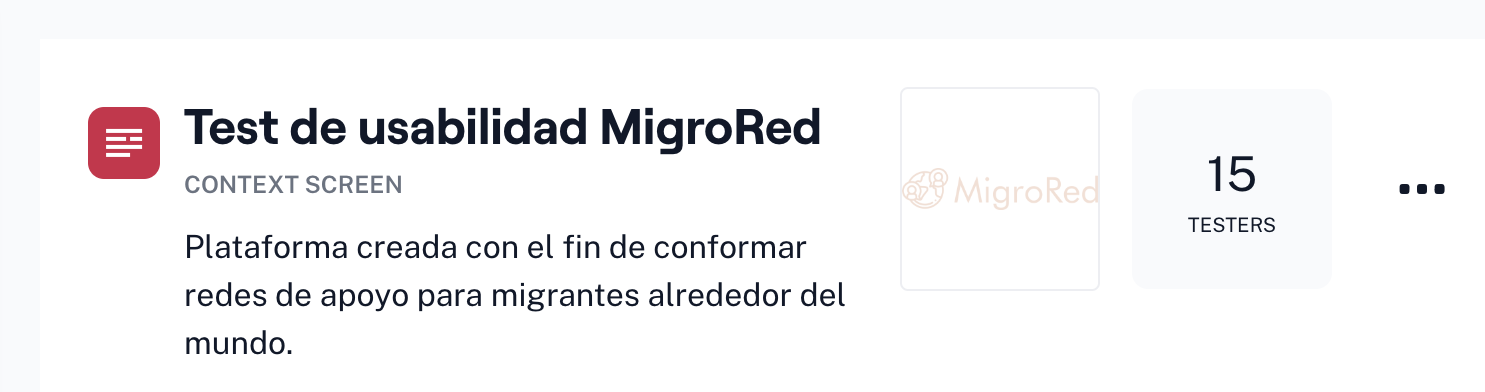 Test de usabilidad MigroRed
CONTEXT SCREEN
Plataforma creada con el fin de conformar
redes de apoyo para migrantes alrededor del
mundo.
MigroRed
15
TESTERS